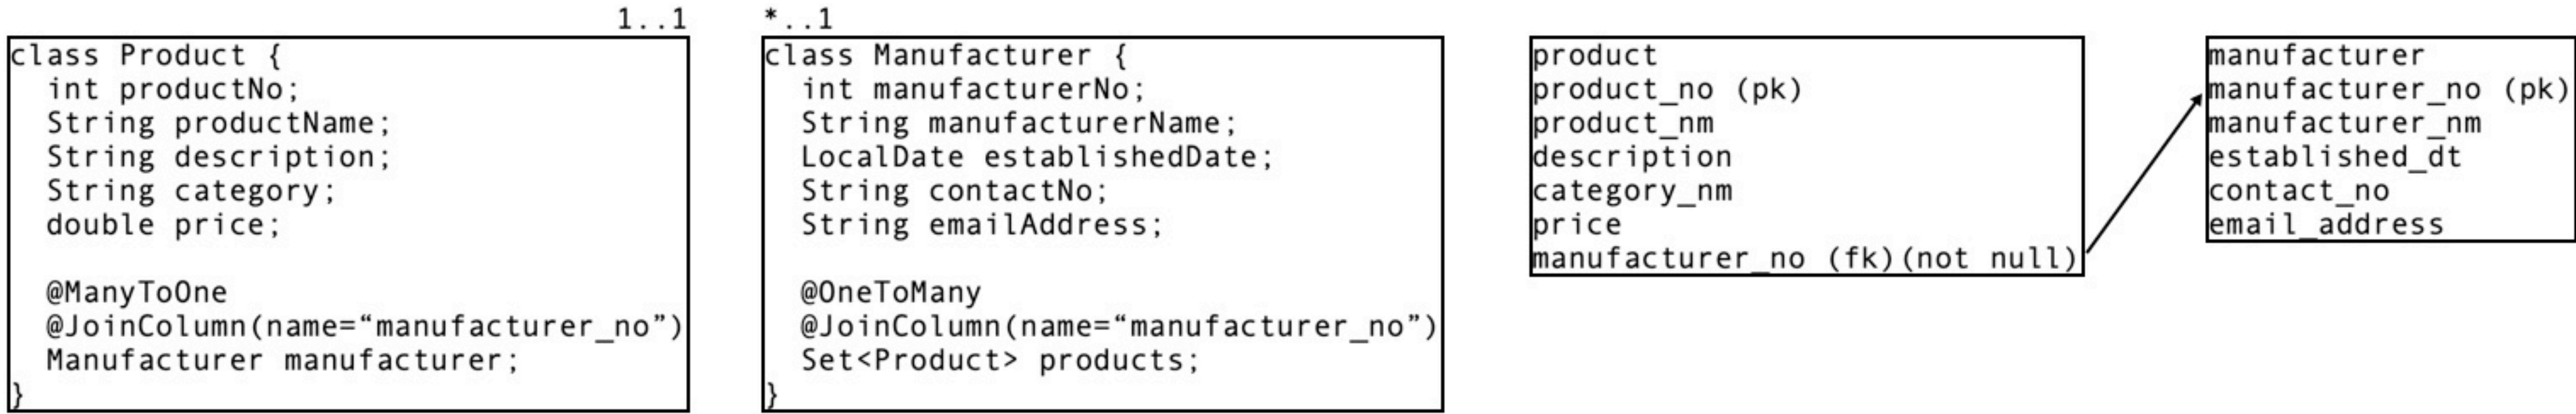 1..1
class Product {
int productNo;
String productName;
String description;
String category;
double price;
@ManyToOne
@JoinColumn(name=“manufacturer_no”)
Manufacturer manufacturer;
}
*..1
class Manufacturer {
int manufacturerNo;
String manufacturerName;
LocalDate establishedDate;
String contactNo;
String emailAddress;
@OneToMany
@JoinColumn(name=“manufacturer_no”)
Set<Product> products;
}
product
product_no (pk)
product_nm
description
category_nm
price
manufacturer_no (fk)(not null)
manufacturer
manufacturer_no (pk)
manufacturer_nm
established_dt
contact_no
email_address